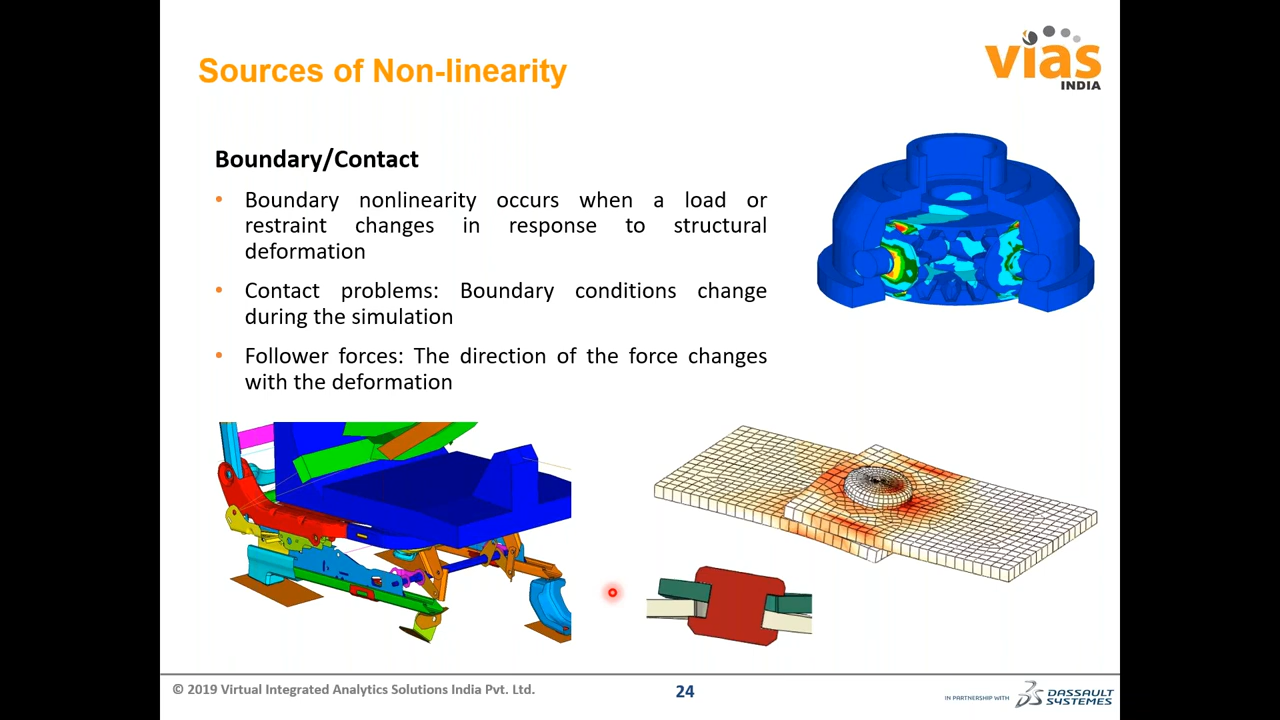 Sources of Non-linearity
vias
INDIA
Boundary/Contact
• Boundary nonlinearity occurs when a load or
restraint changes in response to structural
deformation
• Contact problems: Boundary conditions change
during the simulation
• Follower forces: The direction of the force changes
with the deformation
© 2019 Virtual Integrated Analytics Solutions India Pvt. Ltd.
24
IN PARTNERSHIP WITH
DASSAULT
SYSTEMES